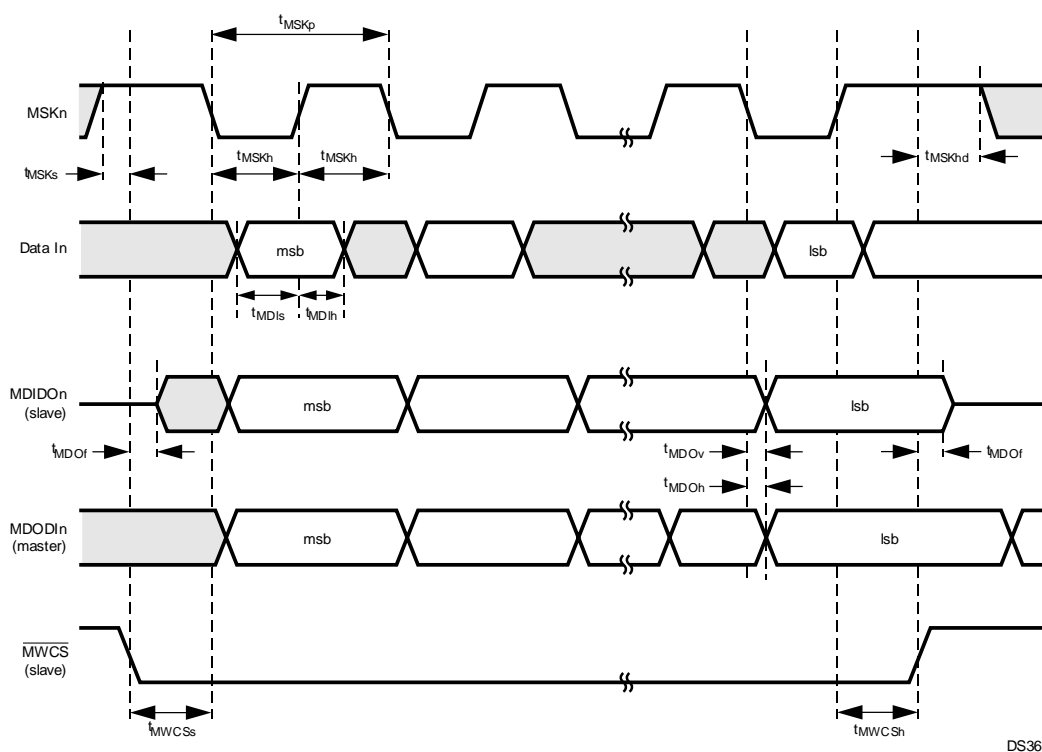 tMSKp
MSKn
tMSKh
tMSKh
tMSKhd
tMSKs
Data In
msb
lsb
tMDIs
tMDIh
MDIDOn
(slave)
msb
lsb
tMDOf
tMDOv
tMDOf
tMDOh
MDODIn
(master)
msb
lsb
MWCS
(slave)
tMWCSs
tMWCSh
DS36